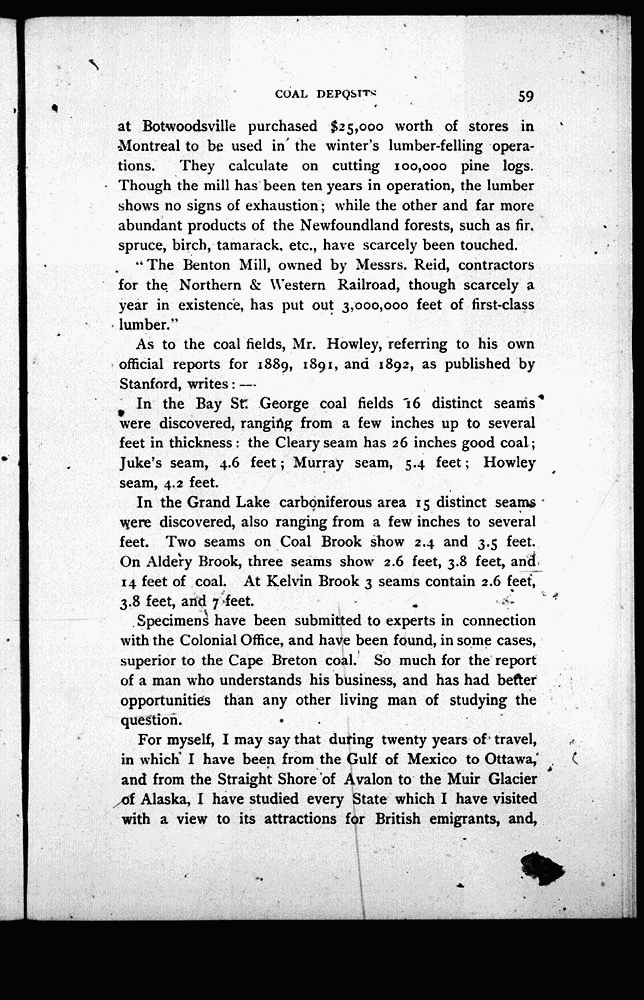 COAL DEPOSITS 59
at Botwoodsville purchased $25,000 worth of stores in
Montreal to be used in the winter's lumber-felling opera-
tions. They calculate on cutting 100,000 pine logs.
Though the mill has been ten years in operation, the lumber
shows no signs of exhaustion; while the other and far more
abundant products of the Newfoundland forests, such as fir,
spruce, birch, tamarack, etc., have scarcely been touched.
"The Benton Mill, owned by Messrs. Reid, contractors
for the Northern & Western Railroad, though scarcely a
year in existence, has put out 3,000,000 feet of first-class
lumber."
As to the coal fields, Mr. Howley, referring to his own
official reports for 1889, 1891, and 1892, as published by
Stanford, writes:—
In the Bay St. George coal fields 16 distinct seams
were discovered, ranging from a few inches up to several
feet in thickness: the Cleary seam has 26 inches good coal;
Juke's seam, 4.6 feet; Murray seam, 5.4 feet; Howley
seam, 4.2 feet.
In the Grand Lake carboniferous area 15 distinct seams
were discovered, also ranging from a few inches to several
feet. Two seams on Coal Brook show 2.4 and 3.5 feet.
On Aldery Brook, three seams show 2.6 feet, 3.8 feet, and
14 feet of coal. At Kelvin Brook 3 seams contain 2.6 feet,
3.8 feet, and 7 feet.
Specimens have been submitted to experts in connection
with the Colonial Office, and have been found, in some cases,
superior to the Cape Breton coal. So much for the report
of a man who understands his business, and has had better
opportunities than any other living man of studying the
question.
For myself, I may say that during twenty years of travel,
in which I have been from the Gulf of Mexico to Ottawa,
and from the Straight Shore of Avalon to the Muir Glacier
of Alaska, I have studied every State which I have visited
with a view to its attractions for British emigrants, and,